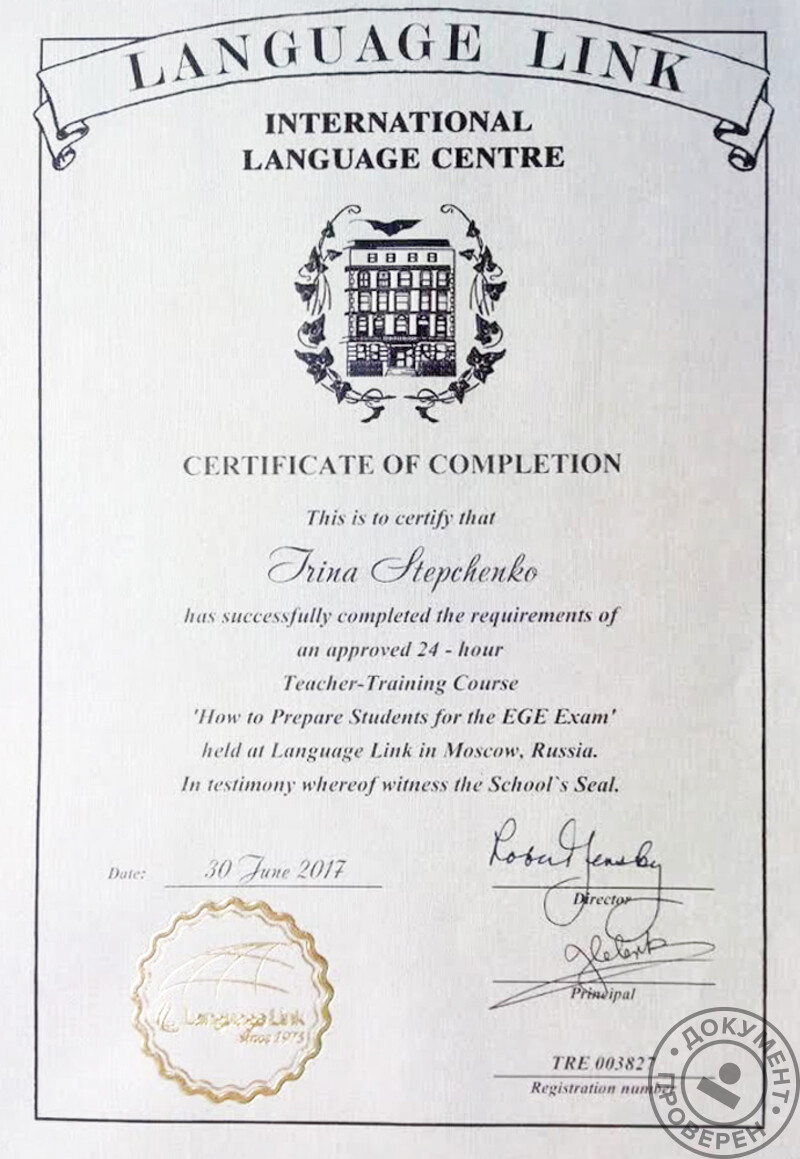 LANGUAGE LINK
INTERNATIONAL
LANGUAGE CENTRE
CERTIFICATE OF COMPLETION
This is to certify that
Irina Stepchenko
has successfully completed the requirements of
an approved 24 - hour
Teacher-Training Course
'How to Prepare Students for the EGE Exam'
held at Language Link in Moscow, Russia.
In testimony whereof witness the School`s Seal.
Date: 30 June 2017
Director
Principal
Language Link
since 1975
TRE 003827
Registration number
ДОКУМЕНТ
ПРОВЕРЕН